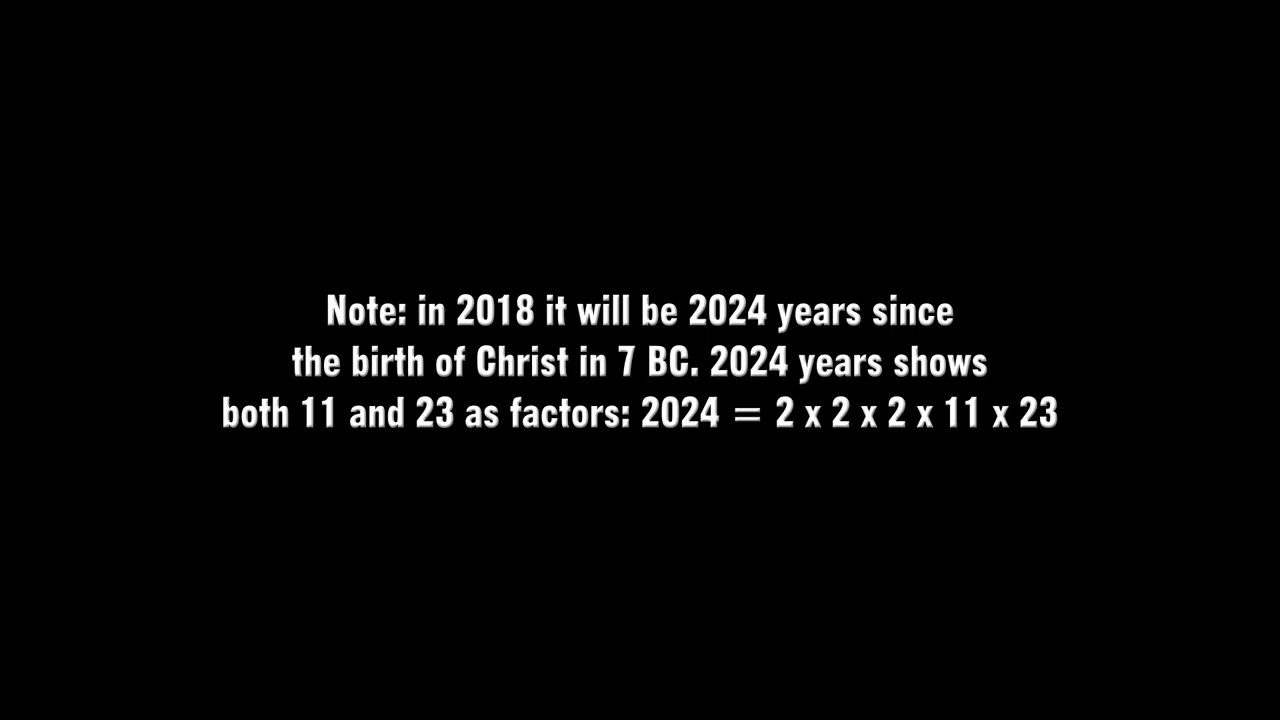 Note: in 2018 it will be 2024 years since
the birth of Christ in 7 BC. 2024 years shows
both 11 and 23 as factors: 2024 = 2 x 2 x 2 x 11 x 23